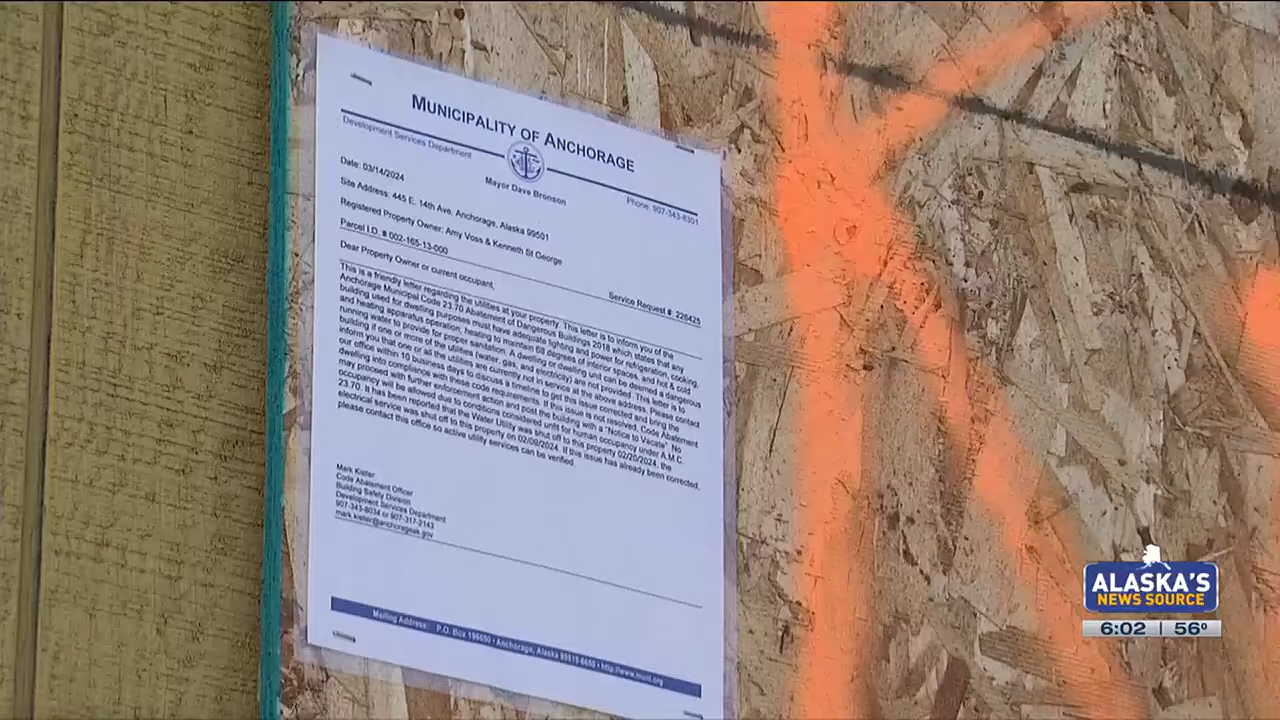 MUNICIPALITY OF ANCHORAGE
Development Services Department
Mayor Dave Bronson
Phone: 907-343-8301
Date: 03/14/2024
Site Address: 445 E. 14th Ave. Anchorage, Alaska 99501
Registered Property Owner: Amy Voss & Kenneth St George
Parcel I.D. # 002-165-13-000
Service Request #: 226425
Dear Property Owner or current occupant,
This is a friendly letter regarding the utilities at your property. This letter is to inform you of the
Anchorage Municipal Code 23.70 Abatement of Dangerous Buildings 2018 which states that any
building used for dwelling purposes must have adequate lighting and power for refrigeration, cooking,
and heating apparatus operation, heating to maintain 68 degrees of interior spaces, and hot & cold
running water to provide for proper sanitation. A dwelling or dwelling unit can be deemed a dangerous
building if one or more of the utilities (water, gas, and electricity) are not provided. This letter is to
inform you that one or all the utilities are currently not in service at the above address. Please contact
our office within 10 business days to discuss a timeline to get this issue corrected and bring the
dwelling into compliance with these code requirements. If this issue is not resolved, Code Abatement
may proceed with further enforcement action and post the building with a "Notice to Vacate". No
occupancy will be allowed due to conditions considered unfit for human occupancy under A.M.C.
23.70. It has been reported that the Water Utility was shut off to this property 02/20/2024, the
electrical service was shut off to this property on 02/09/2024. If this issue has already been corrected,
please contact this office so active utility services can be verified.
Mark Kistler
Code Abatement Officer
Building Safety Division
Development Services Department
907-343-8034 or 907-317-2143
mark.kistler@anchorageak.gov
Mailing Address: P.O. Box 196650 • Anchorage, Alaska 99519-6650 • http://www.muni.org
ALASKA'S
NEWS SOURCE
6:02 | 56°